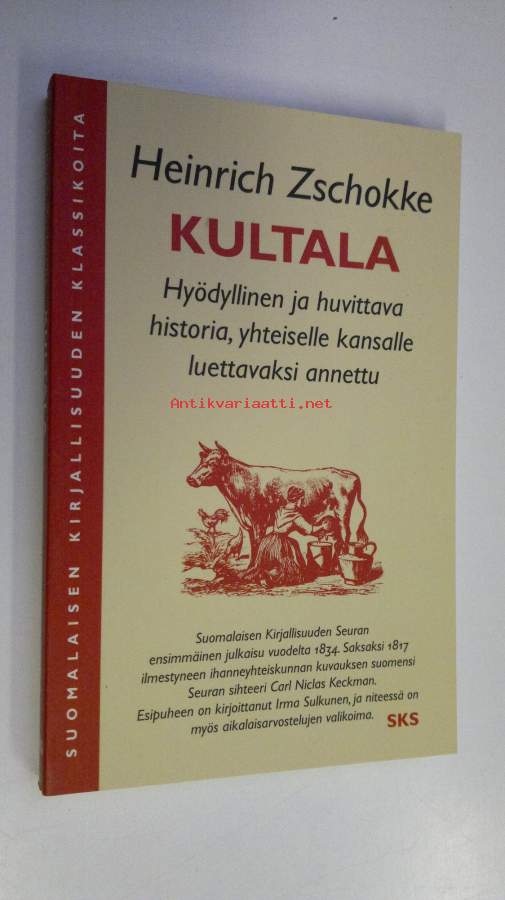 SUOMALAISEN KIRJALLISUUDEN KLASSIKOITA
Heinrich Zschokke
KULTALA
Hyödyllinen ja huvittava
historia, yhteiselle kansalle
luettavaksi annettu
Antikvariaatti.net
Suomalaisen Kirjallisuuden Seuran
ensimmäinen julkaisu vuodelta 1834. Saksaksi 1817
ilmestyneen ihanneyhteiskunnan kuvauksen suomensi
Seuran sihteeri Carl Niclas Keckman.
Esipuheen on kirjoittanut Irma Sulkunen, ja niteessä on
myös aikalaisarvostelujen valikoima.
SKS